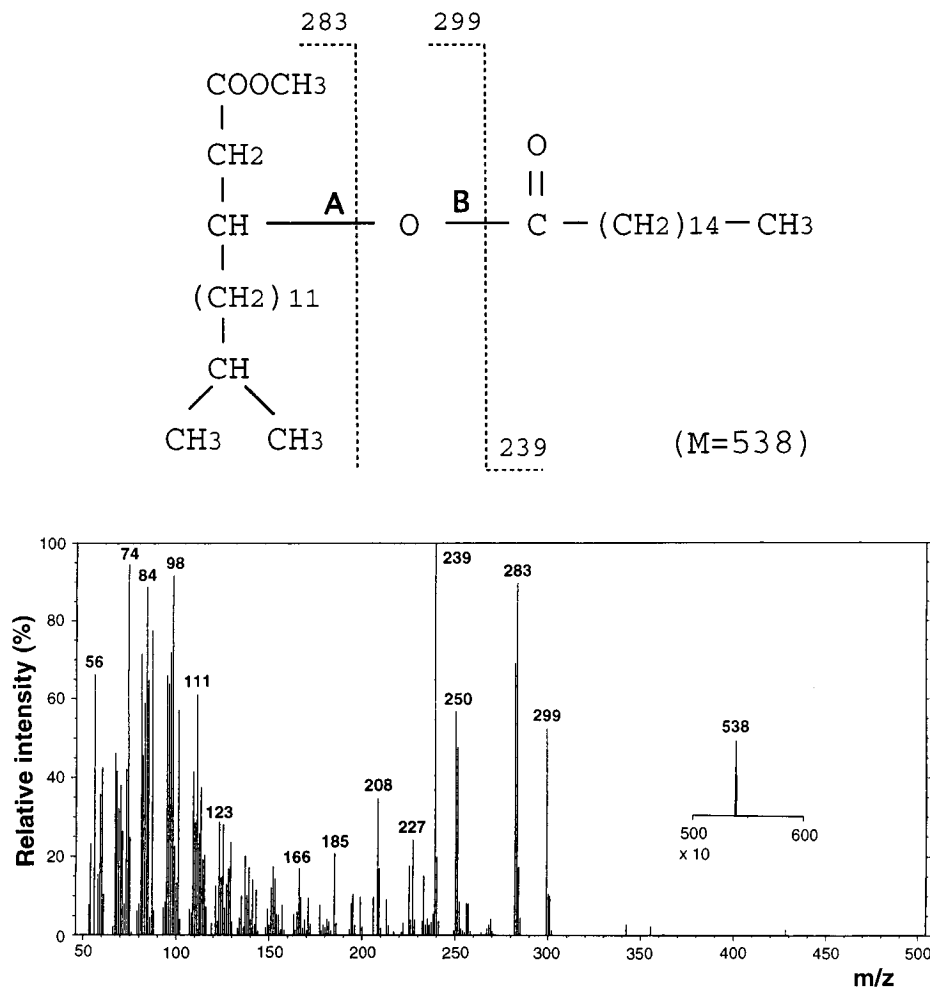 283 299
COOCH3
CH2
O
CH A O B C (CH2)14 CH3
(CH2)11
CH
CH3 CH3 239 (M=538)
Relative intensity (%)
100
80
60
40
20
0
56
74
84
98
111
123
166
185
208
227
239
250
283
299
538
500 600
x 10
50 100 150 200 250 300 350 400 450 500
m/z